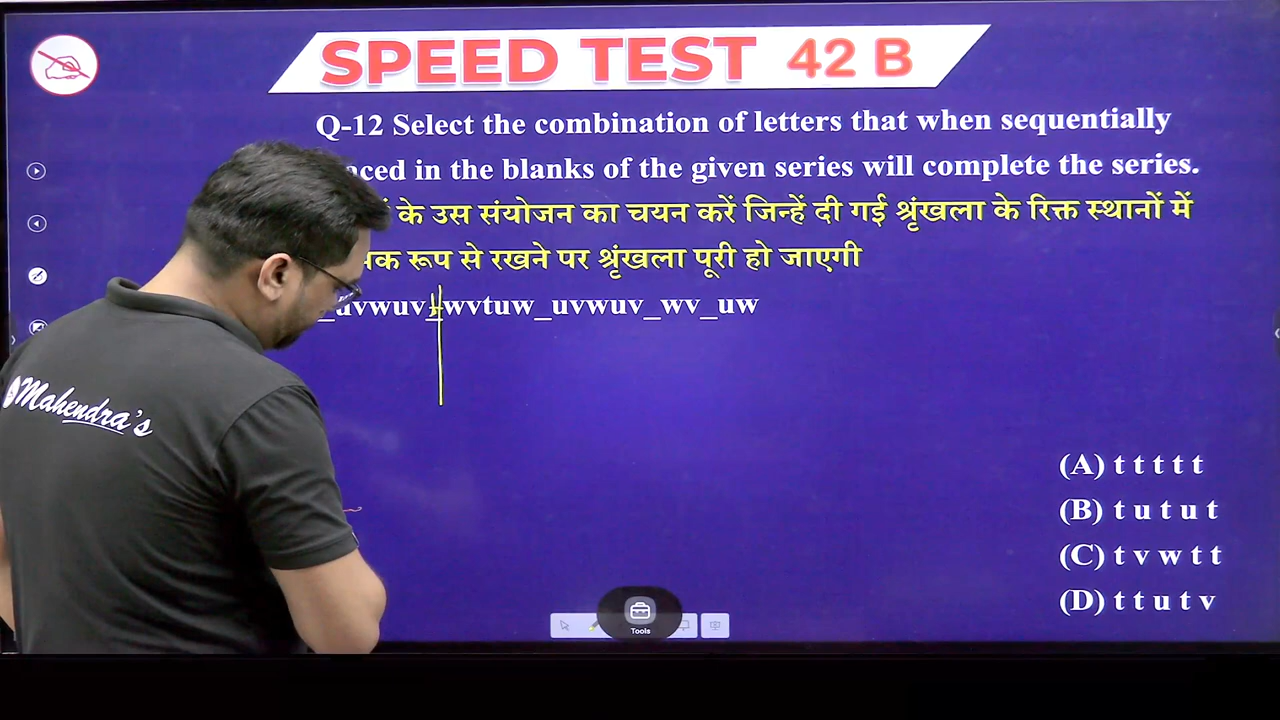 SPEED TEST 42 B
Q-12 Select the combination of letters that when sequentially
in the blanks of the given series will complete the series.
के उस संयोजन का चयन करें जिन्हें दी गई श्रृंखला के रिक्त स्थानों में
रूप से रखने पर श्रृंखला पूरी हो जाएगी
_uvwuv_wvtuw_uvwuv_wv_uw
Mahendra's
(A) t t t t t
(B) t u t u t
(C) t v w t t
(D) t t u t v
Tools